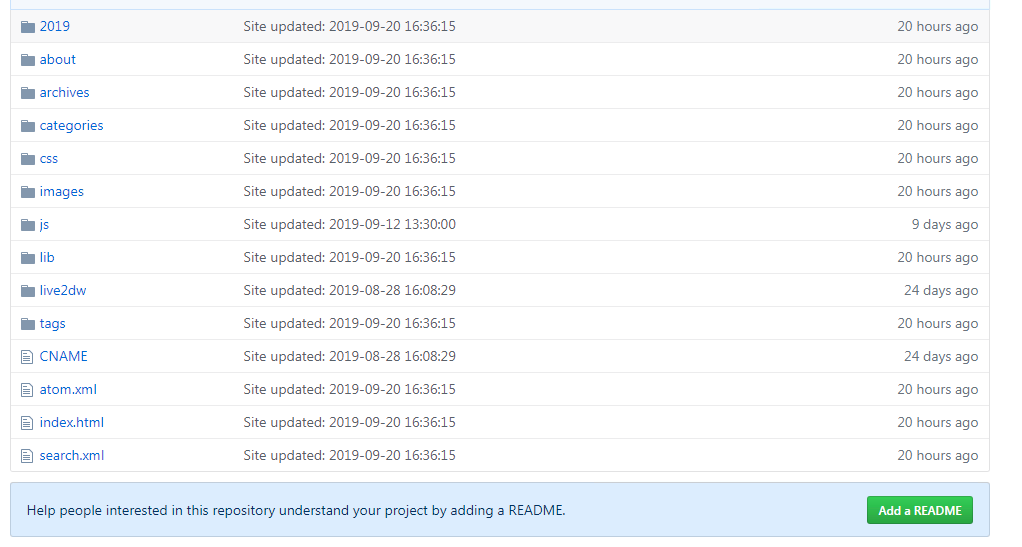 2019 Site updated: 2019-09-20 16:36:15 20 hours ago
about Site updated: 2019-09-20 16:36:15 20 hours ago
archives Site updated: 2019-09-20 16:36:15 20 hours ago
categories Site updated: 2019-09-20 16:36:15 20 hours ago
css Site updated: 2019-09-20 16:36:15 20 hours ago
images Site updated: 2019-09-20 16:36:15 20 hours ago
js Site updated: 2019-09-12 13:30:00 9 days ago
lib Site updated: 2019-09-20 16:36:15 20 hours ago
live2dw Site updated: 2019-08-28 16:08:29 24 days ago
tags Site updated: 2019-09-20 16:36:15 20 hours ago
CNAME Site updated: 2019-08-28 16:08:29 24 days ago
atom.xml Site updated: 2019-09-20 16:36:15 20 hours ago
index.html Site updated: 2019-09-20 16:36:15 20 hours ago
search.xml Site updated: 2019-09-20 16:36:15 20 hours ago
Help people interested in this repository understand your project by adding a README. Add a README